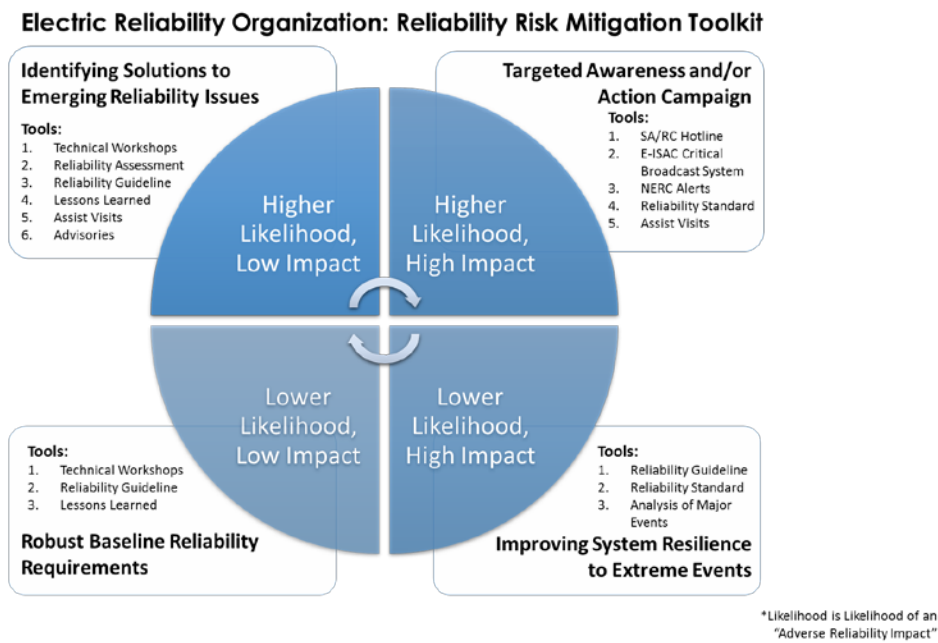 Electric Reliability Organization: Reliability Risk Mitigation Toolkit
Identifying Solutions to
Emerging Reliability Issues
Tools:
1. Technical Workshops
2. Reliability Assessment
3. Reliability Guideline
4. Lessons Learned
5. Assist Visits
6. Advisories
Targeted Awareness and/or
Action Campaign
Tools:
1. SA/RC Hotline
2. E-ISAC Critical
Broadcast System
3. NERC Alerts
4. Reliability Standard
5. Assist Visits
Higher
Likelihood,
Low Impact
Higher
Likelihood,
High Impact
Lower
Likelihood,
Low Impact
Lower
Likelihood,
High Impact
Tools:
1. Technical Workshops
2. Reliability Guideline
3. Lessons Learned
Robust Baseline Reliability
Requirements
Tools:
1. Reliability Guideline
2. Reliability Standard
3. Analysis of Major
Events
Improving System Resilience
to Extreme Events
*Likelihood is Likelihood of an
"Adverse Reliability Impact"